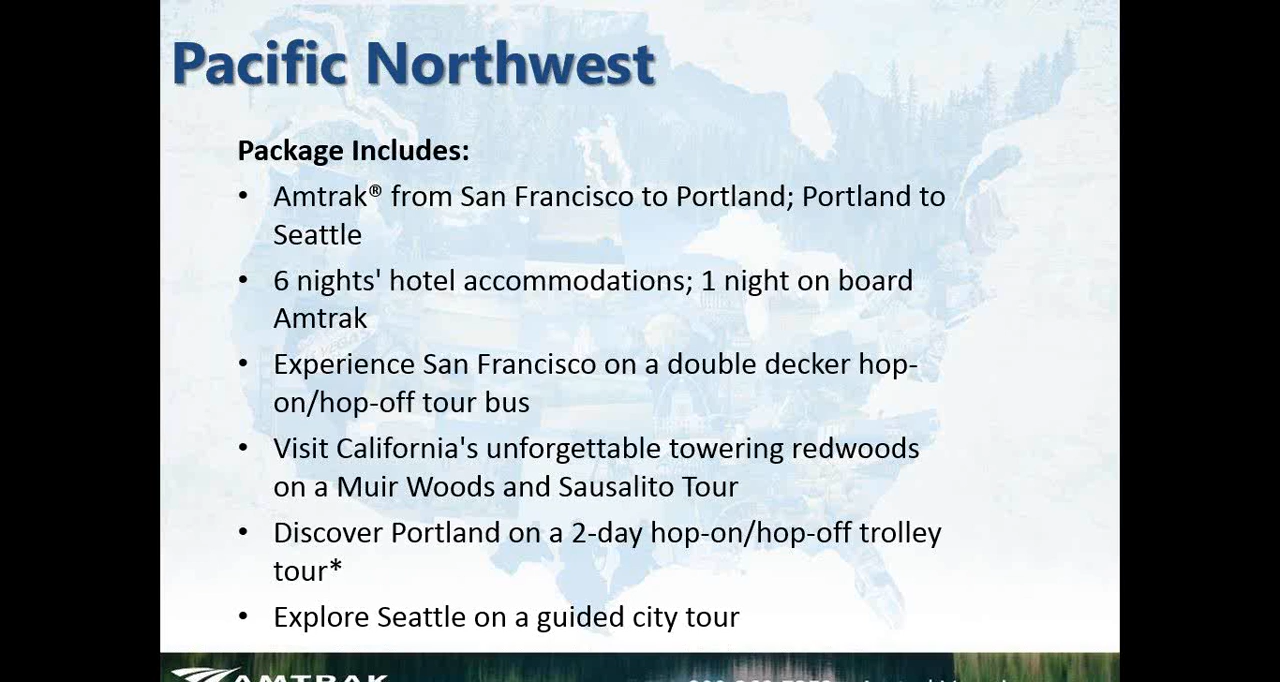 Pacific Northwest
Package Includes:
• Amtrak® from San Francisco to Portland; Portland to
Seattle
• 6 nights' hotel accommodations; 1 night on board
Amtrak
• Experience San Francisco on a double decker hop-
on/hop-off tour bus
• Visit California's unforgettable towering redwoods
on a Muir Woods and Sausalito Tour
• Discover Portland on a 2-day hop-on/hop-off trolley
tour*
• Explore Seattle on a guided city tour
AMTRAK